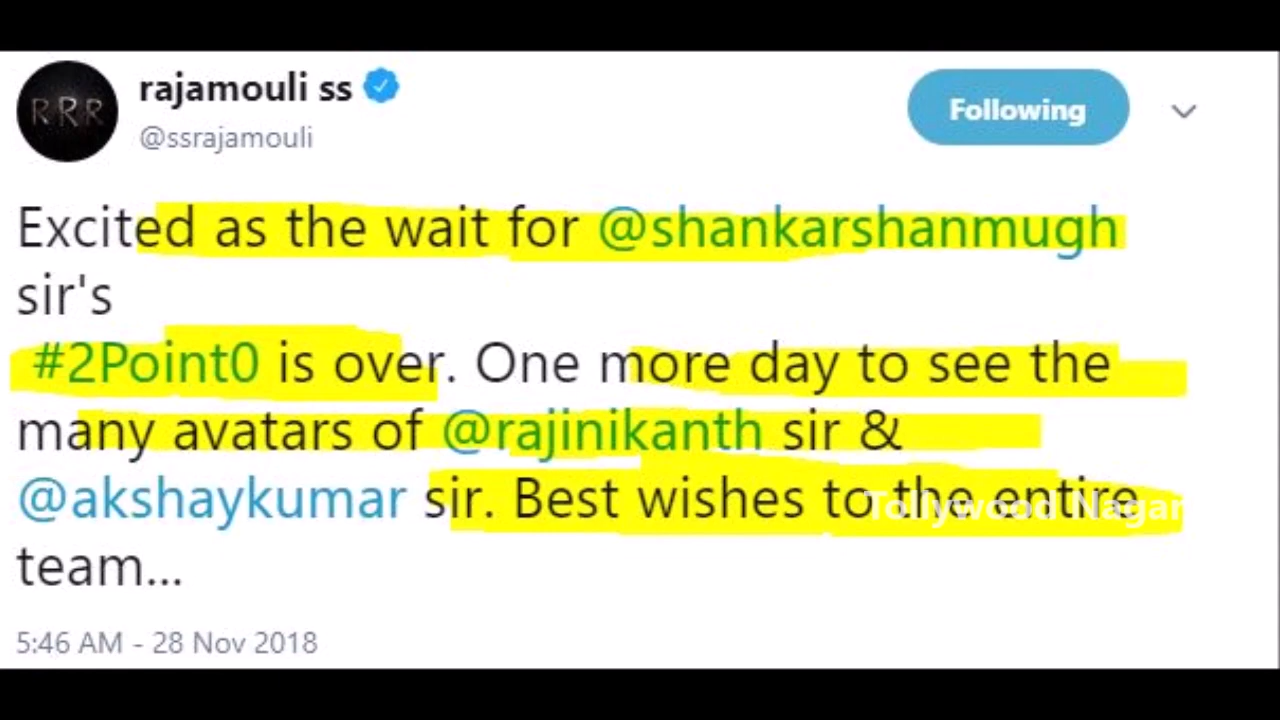 RRR
rajamouli ss
@ssrajamouli
Following
Excited as the wait for @shankarshanmugh
sir's
#2Point0 is over. One more day to see the
many avatars of @rajinikanth sir &
@akshaykumar sir. Best wishes to the entire
Tollywood Nagar
team...
5:46 AM - 28 Nov 2018